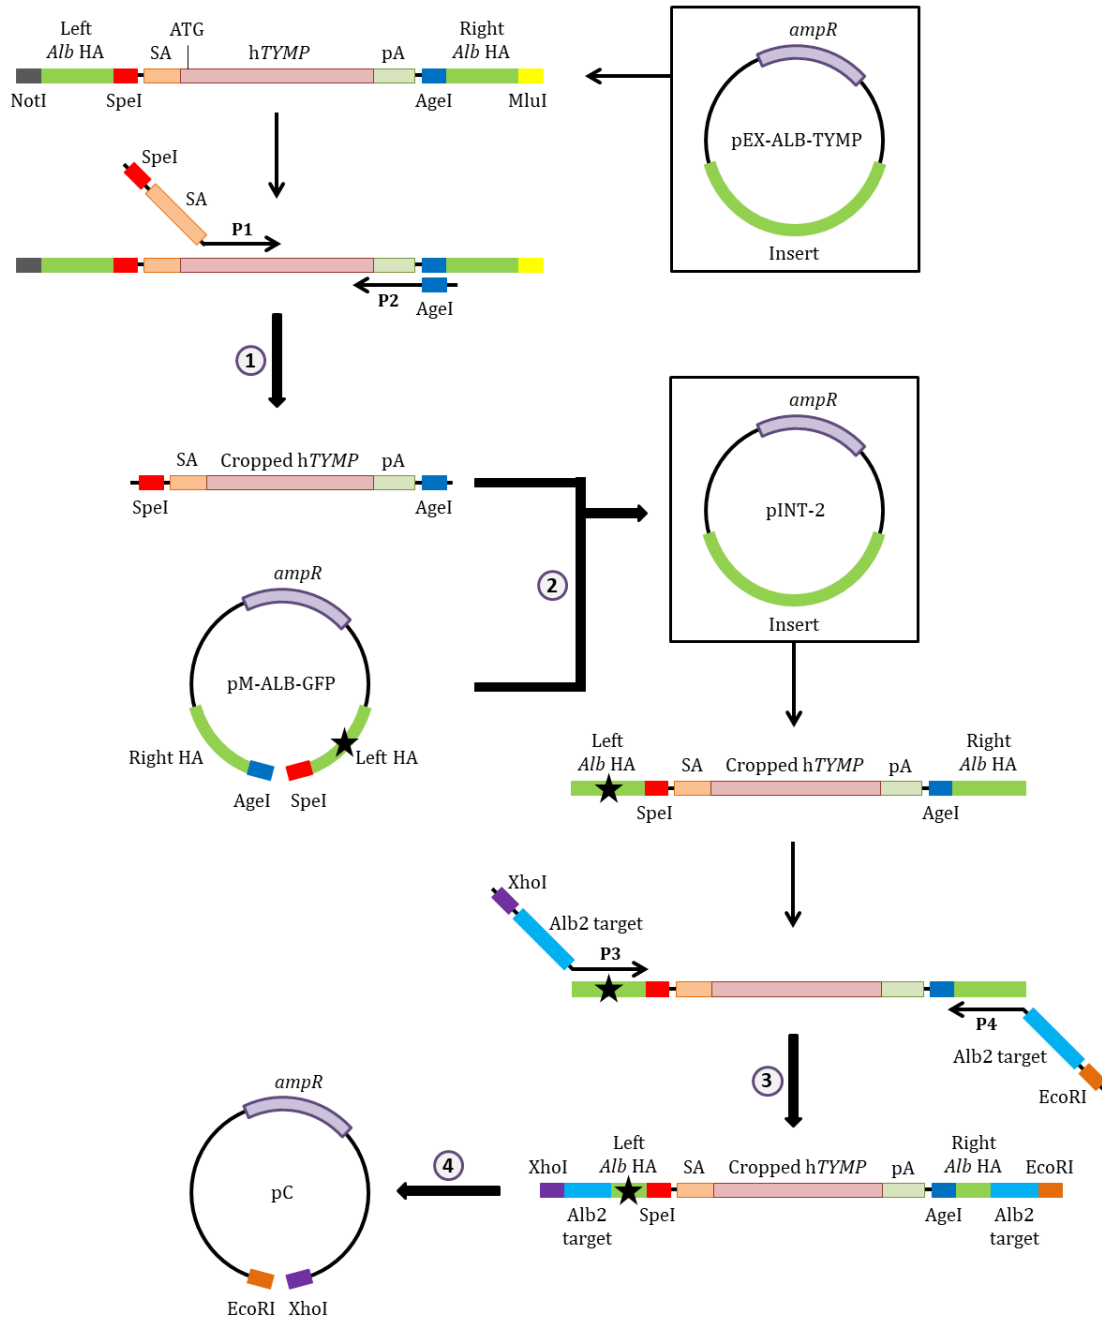 Left
Alb HA
ATG
SA
hTYMP
pA
Right
Alb HA
NotI
SpeI
AgeI
MluI
ampR
pEX-ALB-TYMP
Insert
SpeI
SA
P1
P2
AgeI
1
SA
Cropped hTYMP
pA
SpeI
AgeI
2
ampR
pINT-2
Insert
ampR
pM-ALB-GFP
Right HA
Left HA
AgeI
SpeI
Left
Alb HA
SA
Cropped hTYMP
pA
Right
Alb HA
SpeI
AgeI
XhoI
Alb2 target
P3
P4
Alb2 target
EcoRI
3
XhoI
Left
Alb HA
SA
Cropped hTYMP
pA
Right
Alb HA
EcoRI
Alb2
target
SpeI
AgeI
Alb2
target
4
ampR
pC
EcoRI
XhoI